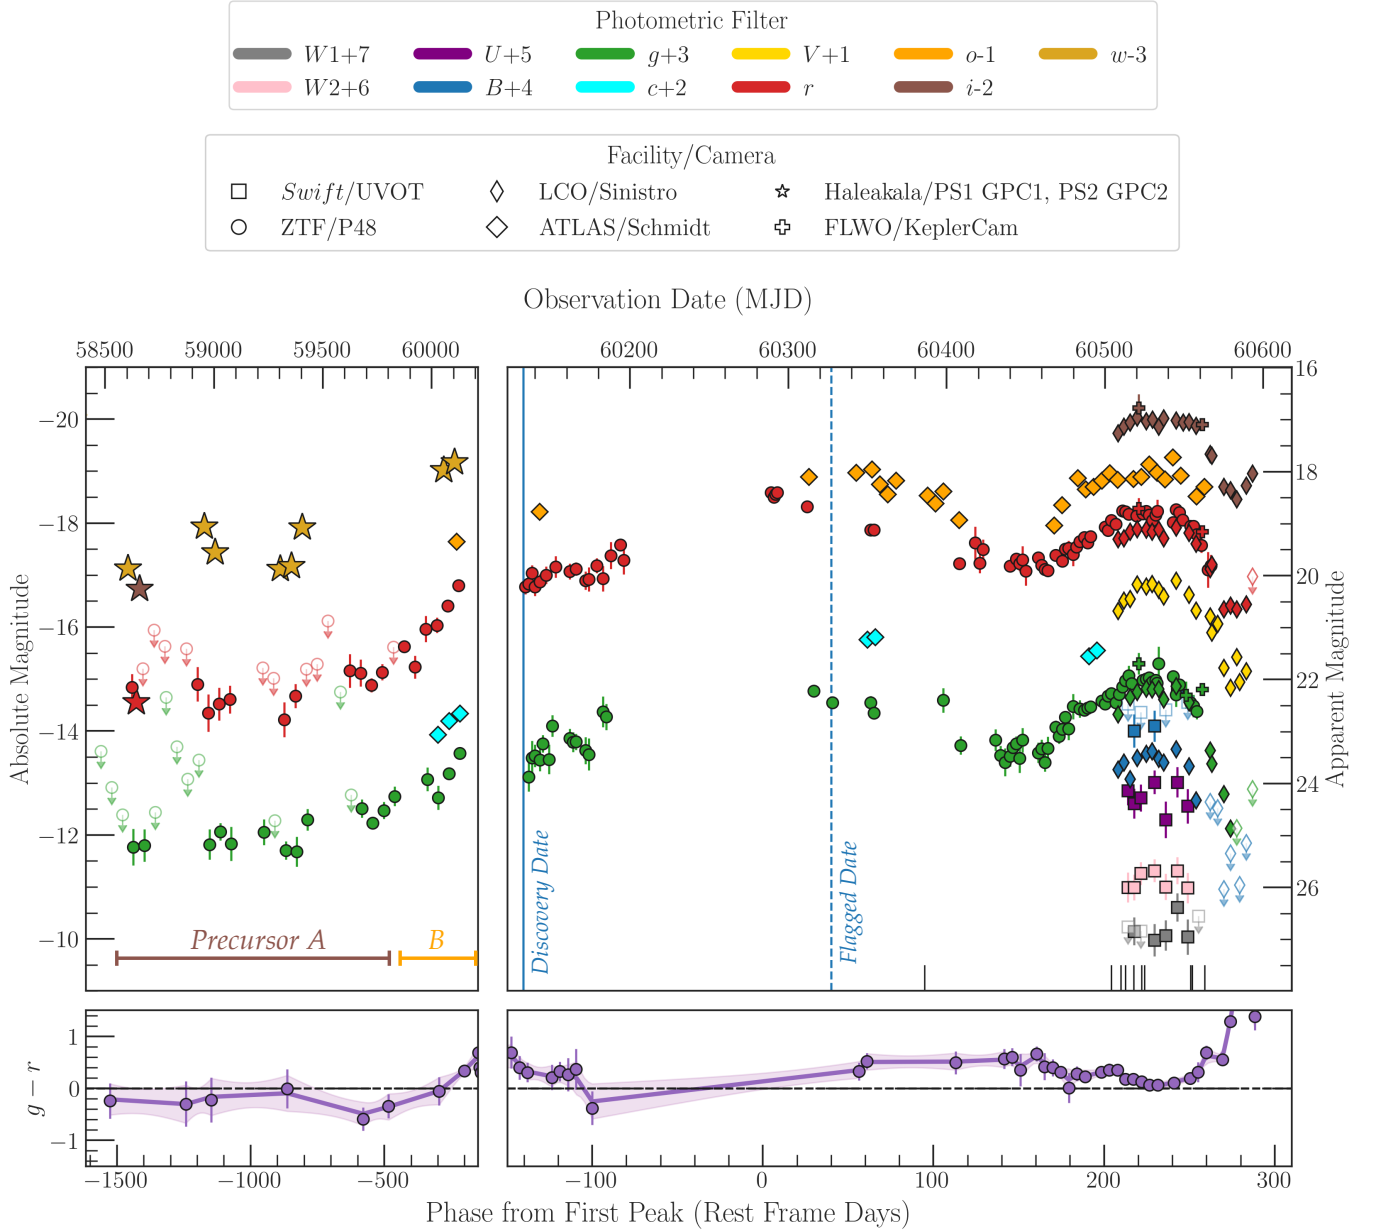 Photometric Filter
W1+7 U+5 g+3 V+1 o-1 w-3
W2+6 B+4 c+2 r i-2
Facility/Camera
Swift/UVOT LCO/Sinistro Haleakala/PS1 GPC1, PS2 GPC2
ZTF/P48 ATLAS/Schmidt FLWO/KeplerCam
Observation Date (MJD)
58500 59000 59500 60000 60200 60300 60400 60500 60600
Absolute Magnitude
−20
−18
−16
−14
−12
−10
16
18
20
22
24
26
Apparent Magnitude
Precursor A
B
Discovery Date
Flagged Date
g − r
1
0
−1
−1500 −1000 −500 −100 0 100 200 300
Phase from First Peak (Rest Frame Days)